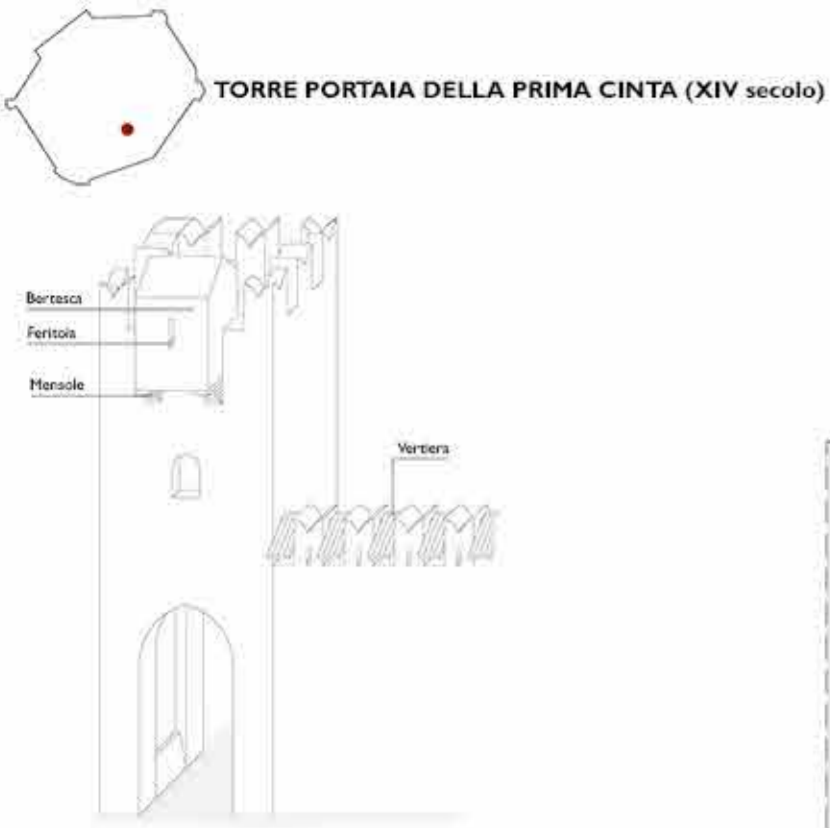 TORRE PORTAIA DELLA PRIMA CINTA (XIV secolo)
Bertesca
Feritoia
Mensole
Vertiera